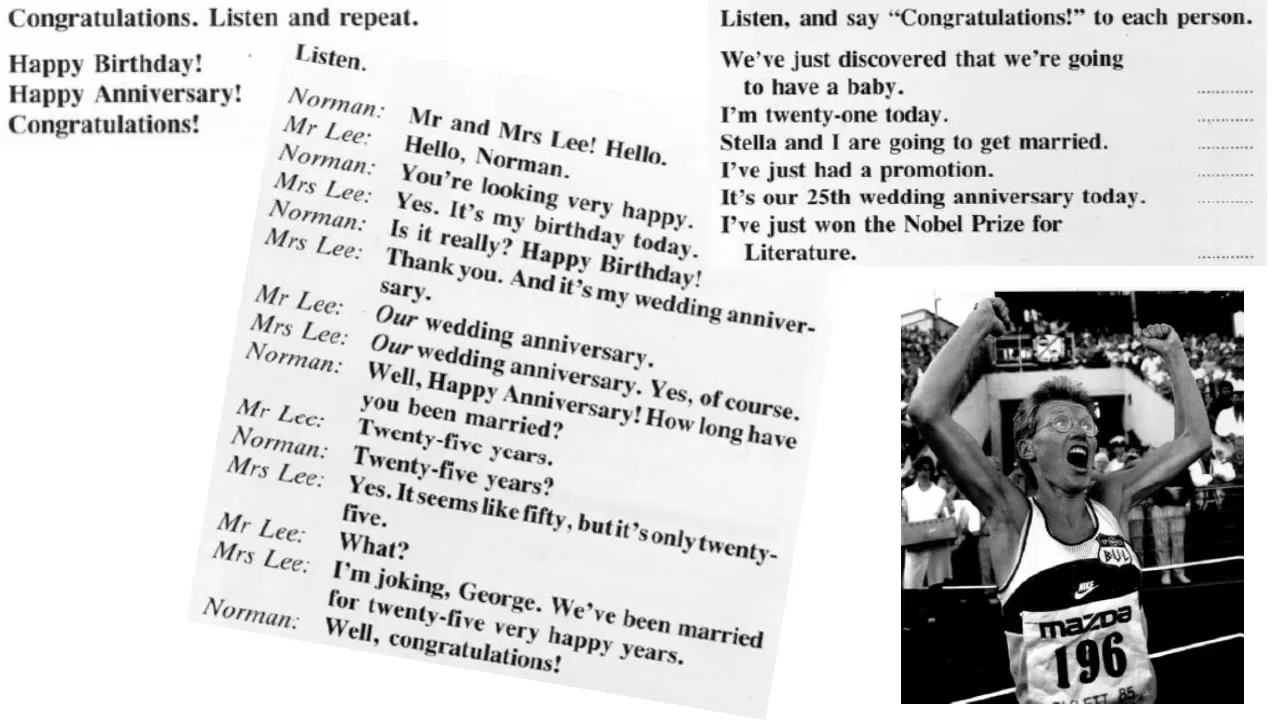 Congratulations. Listen and repeat.
Happy Birthday!
Happy Anniversary!
Congratulations!
Listen.
Norman: Mr and Mrs Lee! Hello.
Mr Lee: Hello, Norman.
Norman: You're looking very happy.
Mrs Lee: Yes. It's my birthday today.
Norman: Is it really? Happy Birthday!
Mrs Lee: Thank you. And it's my wedding anniver-
sary.
Mr Lee: Our wedding anniversary.
Mrs Lee: Our wedding anniversary. Yes, of course.
Norman: Well, Happy Anniversary! How long have
you been married?
Mr Lee: Twenty-five years.
Norman: Twenty-five years?
Mrs Lee: Yes. It seems like fifty, but it's only twenty-
five.
Mr Lee: What?
Mrs Lee: I'm joking, George. We've been married
for twenty-five very happy years.
Norman: Well, congratulations!
Listen, and say “Congratulations!” to each person.
We've just discovered that we're going
to have a baby. ............
I'm twenty-one today. ............
Stella and I are going to get married. ............
I've just had a promotion. ............
It's our 25th wedding anniversary today. ............
I've just won the Nobel Prize for
Literature. ............
B.U.L
NIKE
mazda
196
85